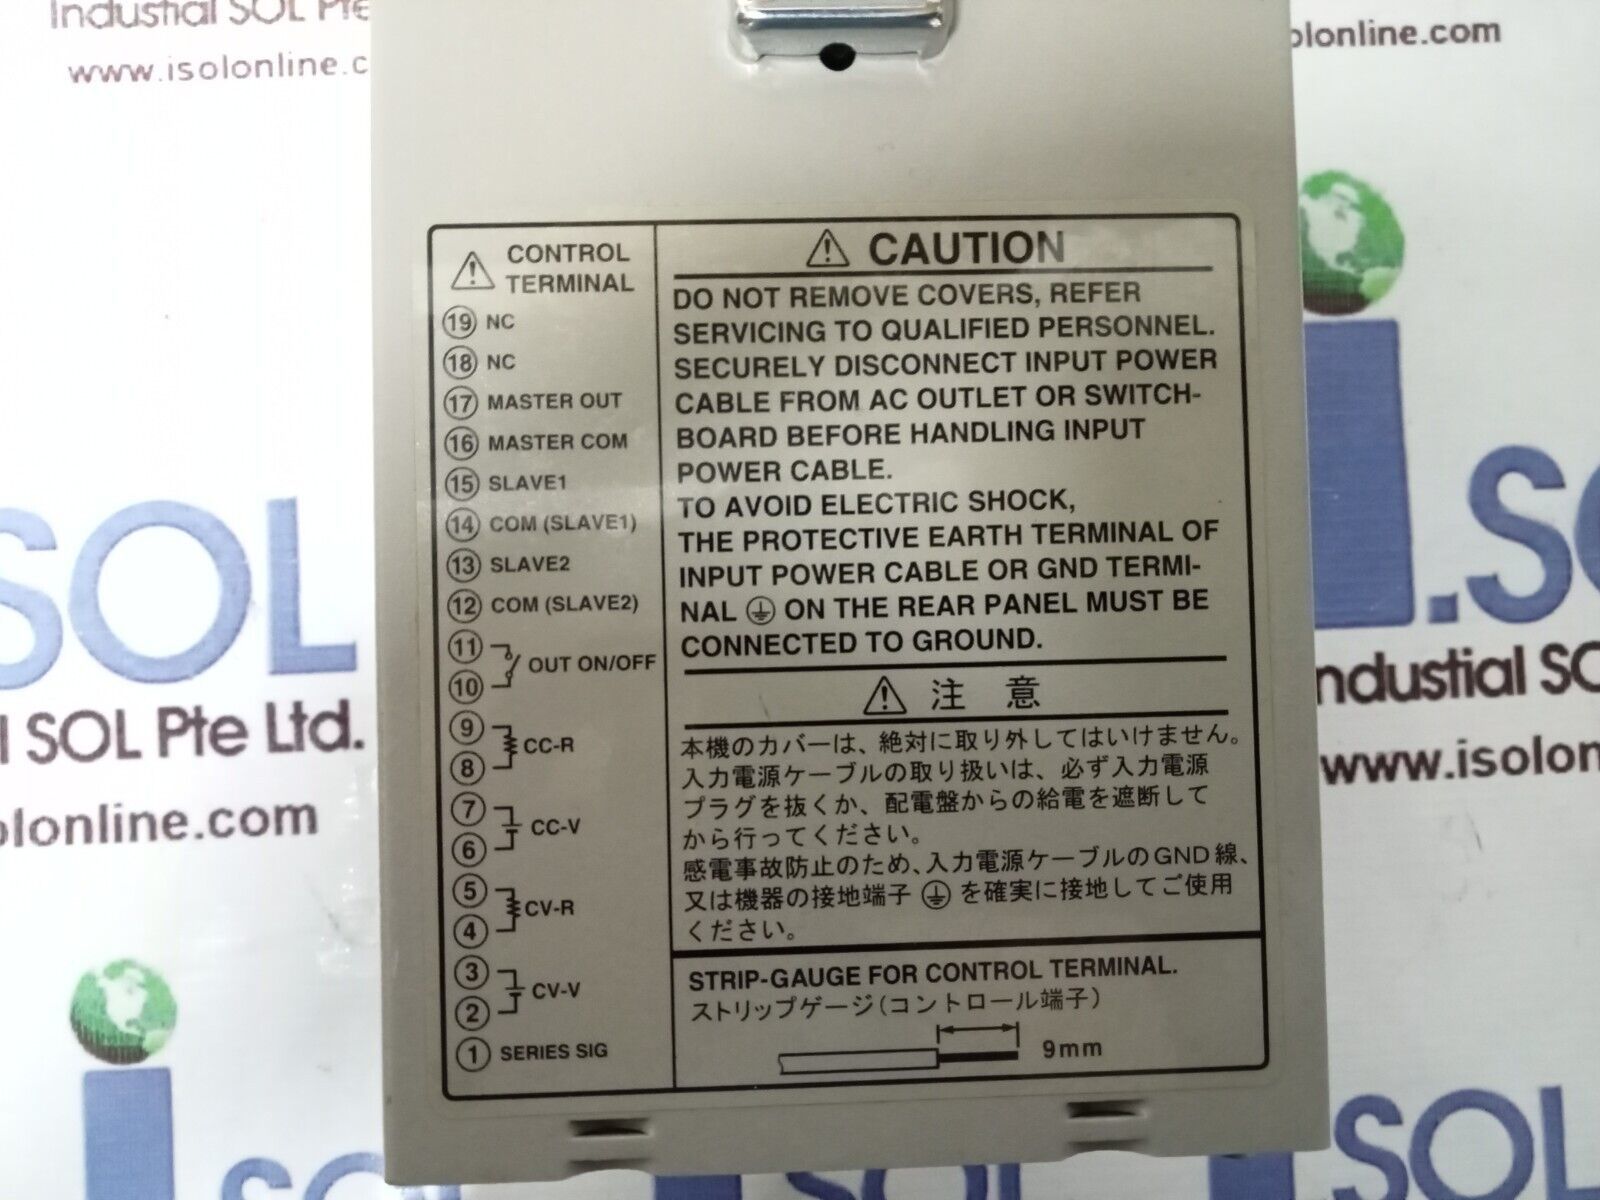 Industial SOL Pte
www.isolonline.c
olonline.com
SOL
l SOL Pte Ltd.
olonline.com
i.SO
Industial SO
www.isolon
i.SOL
SOL
⚠ CONTROL
TERMINAL
⑲ NC
⑱ NC
⑰ MASTER OUT
⑯ MASTER COM
⑮ SLAVE1
⑭ COM (SLAVE1)
⑬ SLAVE2
⑫ COM (SLAVE2)
⑪
OUT ON/OFF
⑩
⑨
CC-R
⑧
⑦
CC-V
⑥
⑤
CV-R
④
③
CV-V
②
① SERIES SIG
⚠ CAUTION
DO NOT REMOVE COVERS, REFER
SERVICING TO QUALIFIED PERSONNEL.
SECURELY DISCONNECT INPUT POWER
CABLE FROM AC OUTLET OR SWITCH-
BOARD BEFORE HANDLING INPUT
POWER CABLE.
TO AVOID ELECTRIC SHOCK,
THE PROTECTIVE EARTH TERMINAL OF
INPUT POWER CABLE OR GND TERMI-
NAL ⏚ ON THE REAR PANEL MUST BE
CONNECTED TO GROUND.
⚠ 注 意
本機のカバーは、絶対に取り外してはいけません。
入力電源ケーブルの取り扱いは、必ず入力電源
プラグを抜くか、配電盤からの給電を遮断して
から行ってください。
感電事故防止のため、入力電源ケーブルのGND線、
又は機器の接地端子 ⏚ を確実に接地してご使用
ください。
STRIP-GAUGE FOR CONTROL TERMINAL.
ストリップゲージ(コントロール端子)
9mm